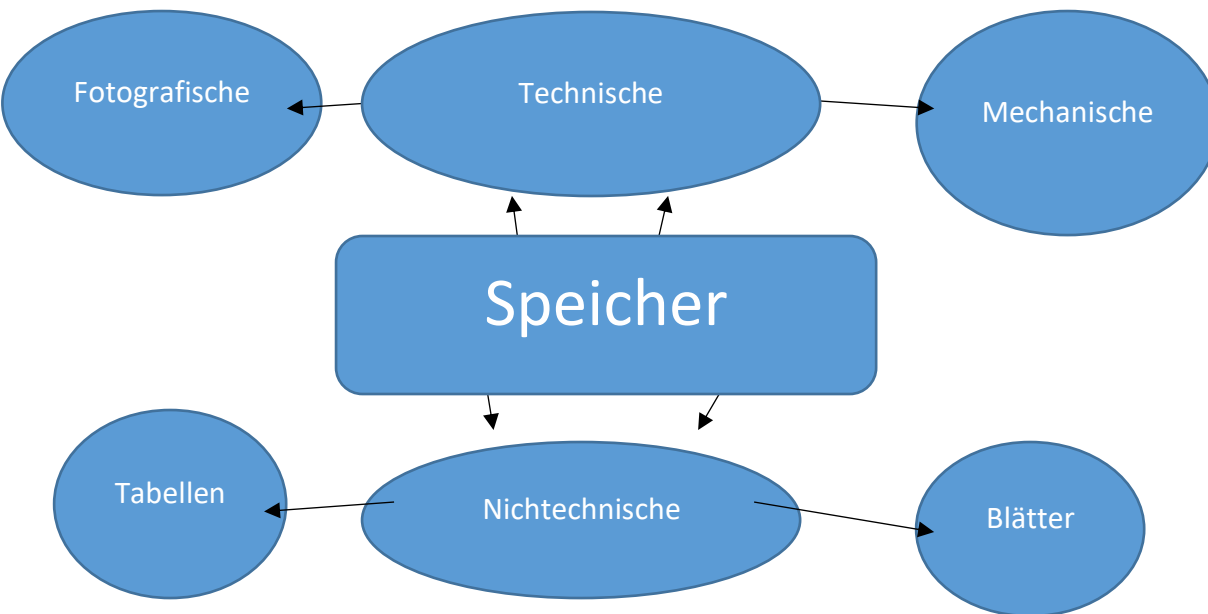 Fotografische
Technische
Mechanische
Speicher
Tabellen
Nichtechnische
Blätter